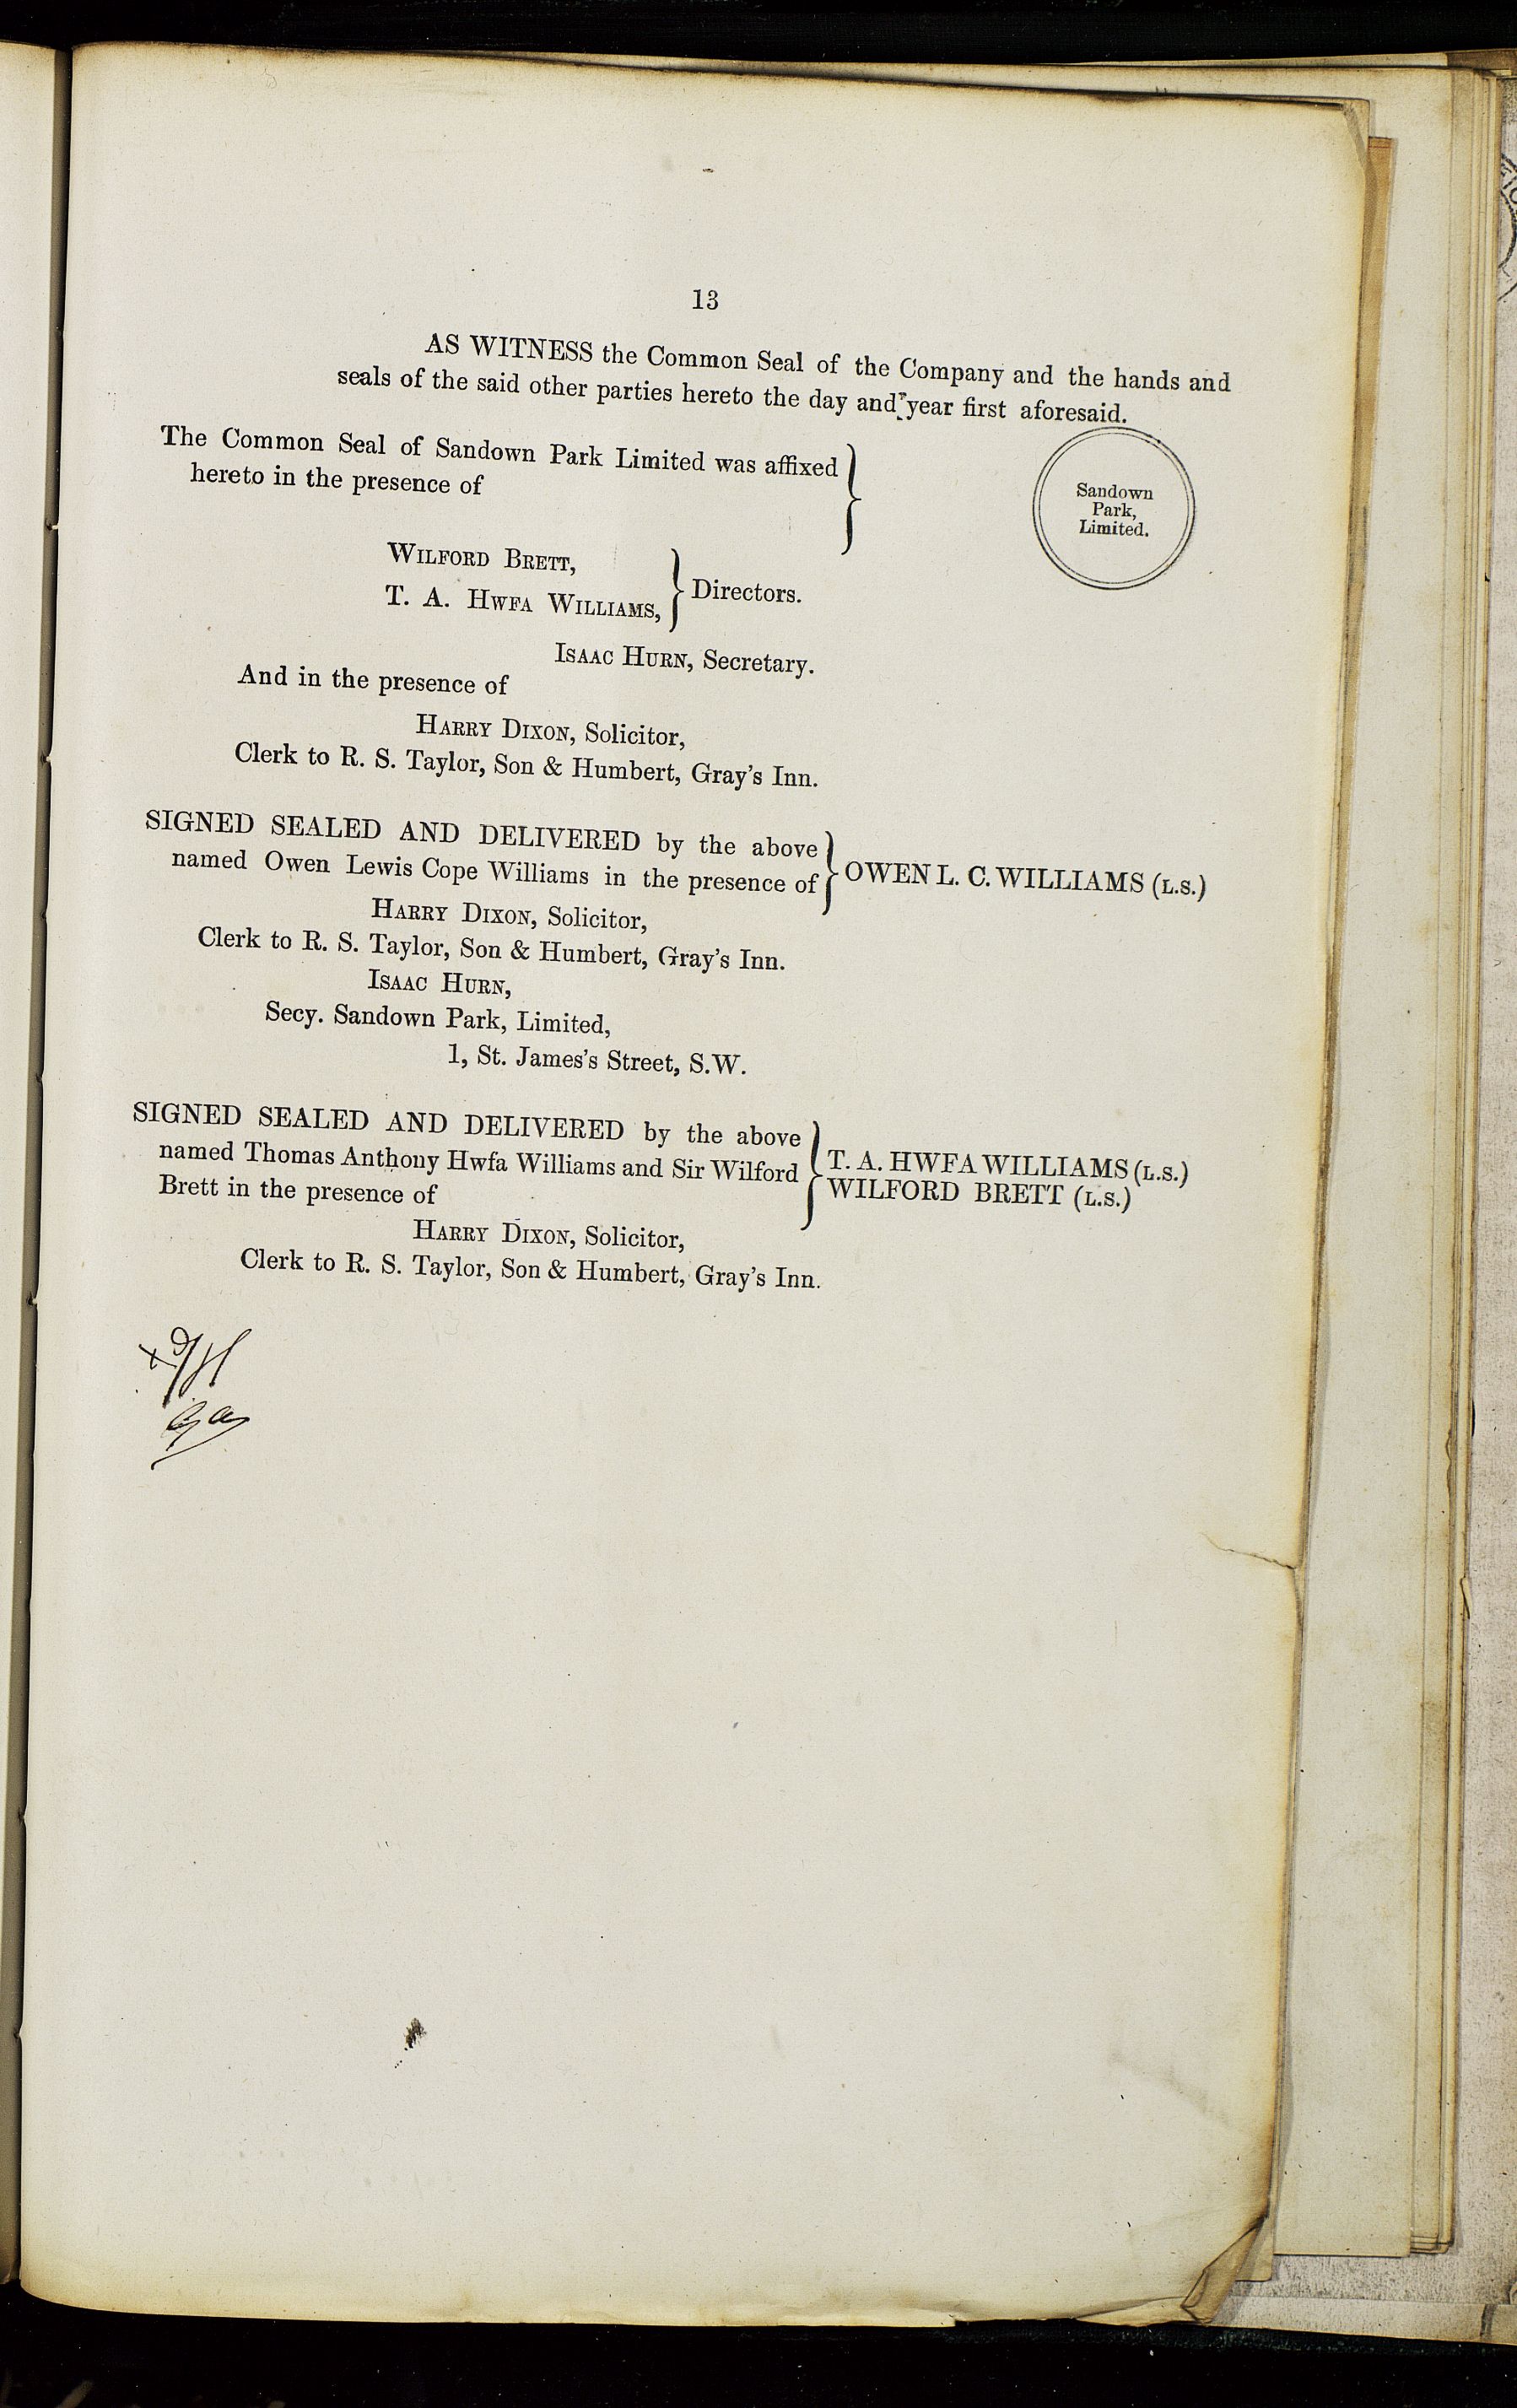 13
AS WITNESS the Common Seal of the Company and the hands and
seals of the said other parties hereto the day and year first aforesaid.
The Common Seal of Sandown Park Limited was affixed
hereto in the presence of
Sandown
Park,
Limited.
WILFORD BRETT,
T. A. HWFA WILLIAMS,
Directors.
ISAAC HURN, Secretary.
And in the presence of
HARRY DIXON, Solicitor,
Clerk to R. S. Taylor, Son & Humbert, Gray's Inn.
SIGNED SEALED AND DELIVERED by the above
named Owen Lewis Cope Williams in the presence of
OWEN L. C. WILLIAMS (L.S.)
HARRY DIXON, Solicitor,
Clerk to R. S. Taylor, Son & Humbert, Gray's Inn.
ISAAC HURN,
Secy. Sandown Park, Limited,
1, St. James's Street, S.W.
SIGNED SEALED AND DELIVERED by the above
named Thomas Anthony Hwfa Williams and Sir Wilford
Brett in the presence of
T. A. HWFA WILLIAMS (L.S.)
WILFORD BRETT (L.S.)
HARRY DIXON, Solicitor,
Clerk to R. S. Taylor, Son & Humbert, Gray's Inn.